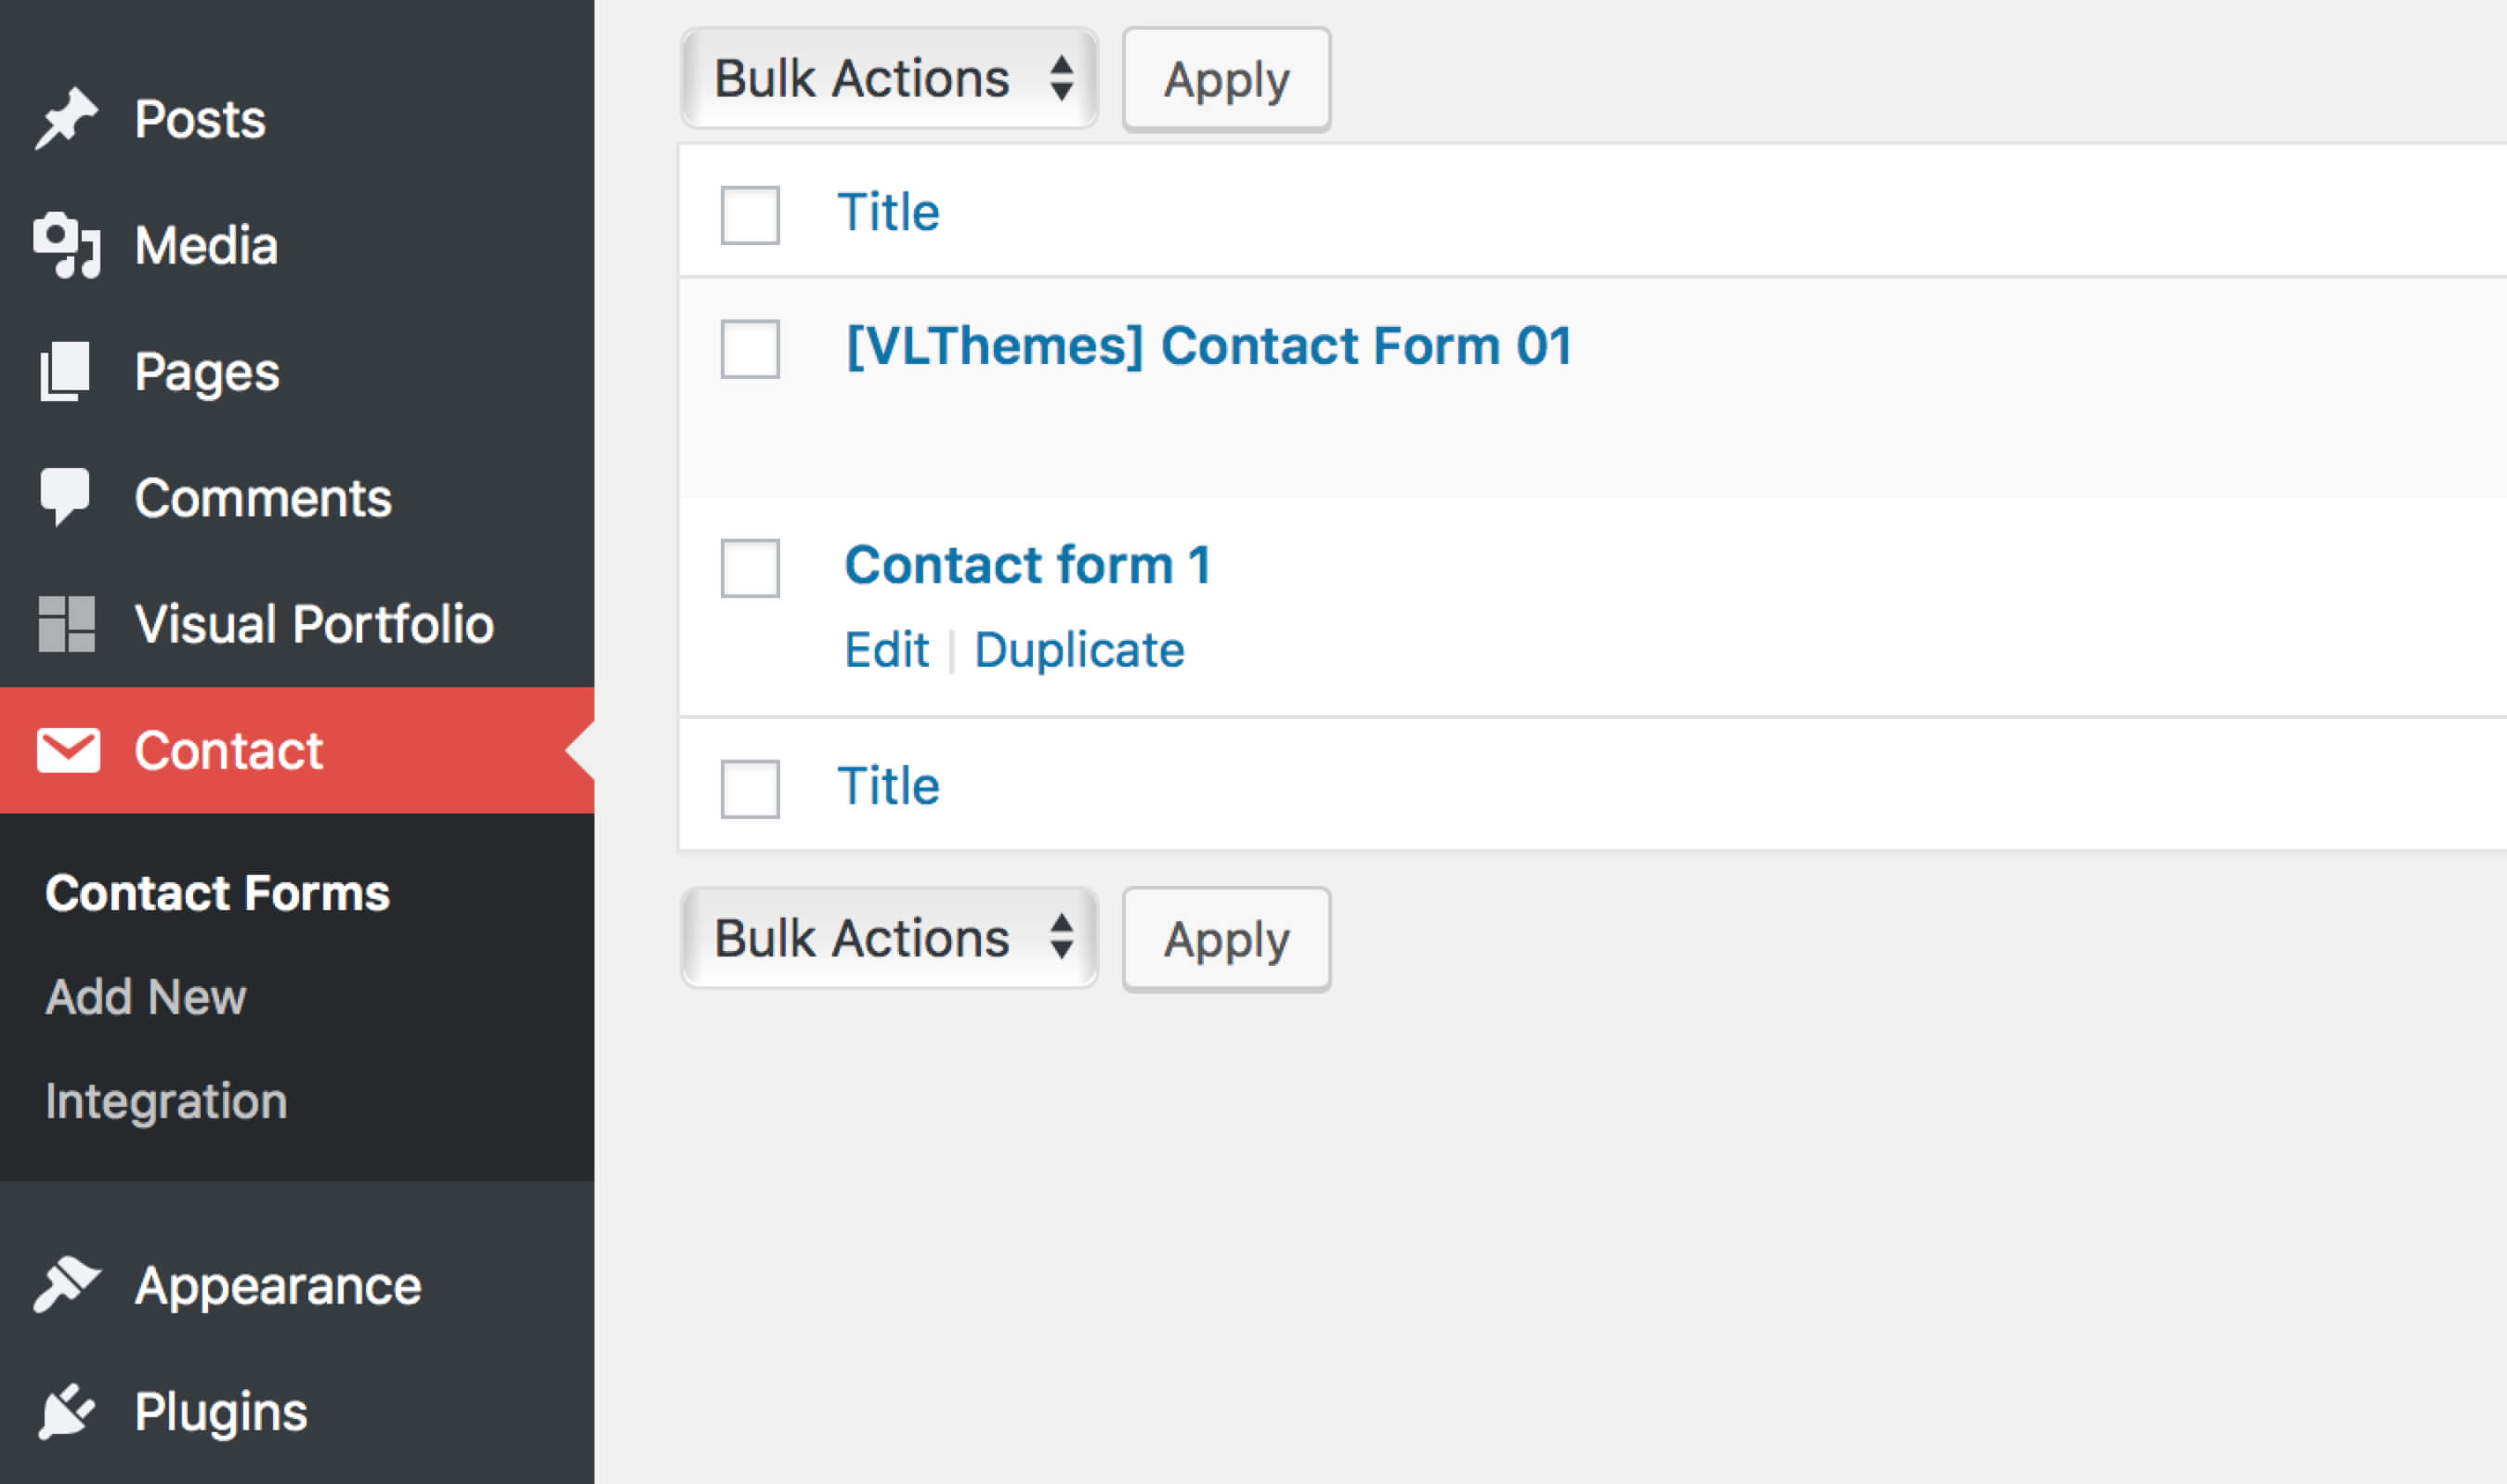 Posts
Media
Pages
Comments
Visual Portfolio
Contact
Contact Forms
Add New
Integration
Appearance
Plugins
Bulk Actions Apply
Title
[VLThemes] Contact Form 01
Contact form 1
Edit | Duplicate
Title
Bulk Actions Apply